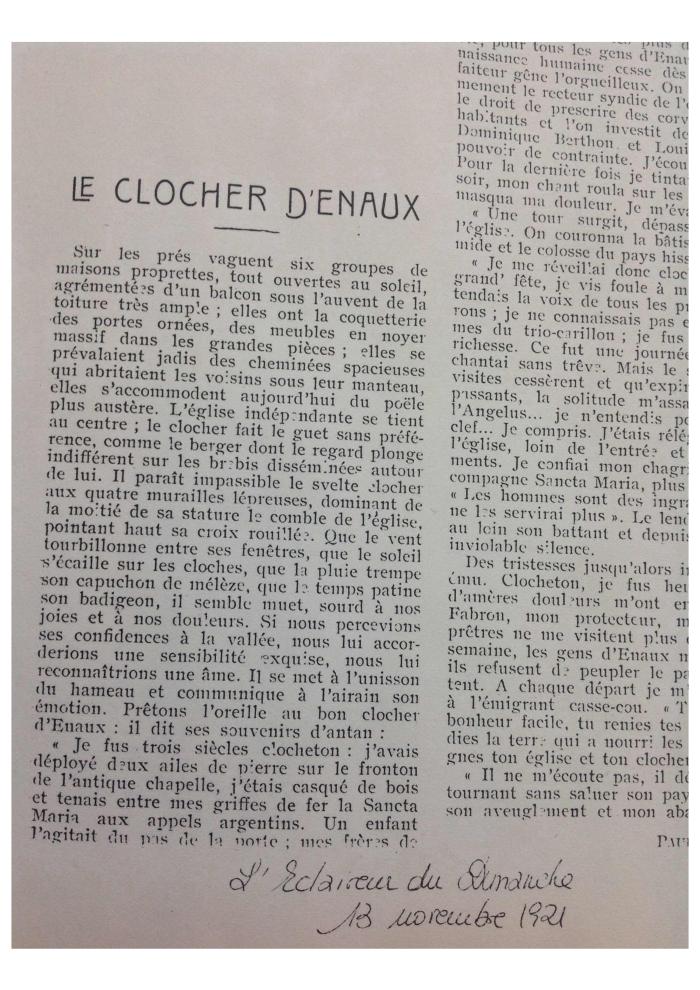 LE CLOCHER D'ENAUX
Sur les prés vaguent six groupes de
maisons proprettes, tout ouvertes au soleil,
agrémentées d'un balcon sous l'auvent de la
toiture très ample ; elles ont la coquetterie
des portes ornées, des meubles en noyer
massif dans les grandes pièces ; elles se
prévalaient jadis des cheminées spacieuses
qui abritaient les voisins sous leur manteau,
elles s'accommodent aujourd'hui du poële
plus austère. L'église indépendante se tient
au centre ; le clocher fait le guet sans préfé-
rence, comme le berger dont le regard plonge
indifférent sur les brebis disséminées autour
de lui. Il paraît impassible le svelte clocher
aux quatre murailles lépreuses, dominant de
la moitié de sa stature le comble de l'église,
pointant haut sa croix rouillée. Que le vent
tourbillonne entre ses fenêtres, que le soleil
s'écaille sur les cloches, que la pluie trempe
son capuchon de mélèze, que le temps patine
son badigeon, il semble muet, sourd à nos
joies et à nos douleurs. Si nous percevions
ses confidences à la vallée, nous lui accor-
derions une sensibilité exquise, nous lui
reconnaîtrions une âme. Il se met à l'unisson
du hameau et communique à l'airain son
émotion. Prêtons l'oreille au bon clocher
d'Enaux : il dit ses souvenirs d'antan :
« Je fus trois siècles clocheton : j'avais
déployé deux ailes de pierre sur le fronton
de l'antique chapelle, j'étais casqué de bois
et tenais entre mes griffes de fer la Sancta
Maria aux appels argentins. Un enfant
l'agitait du pas de la porte ; mes frères de
pour tous les gens d'Enau
naissance humaine cesse dès
faiteur gêne l'orgueilleux. On
mement le recteur syndic de l'
le droit de prescrire des corv
habitants et l'on investit de
Dominique Berthon et Loui
pouvoir de contrainte. J'écou
Pour la dernière fois je tinta
soir, mon chant roula sur les
masqua ma douleur. Je m'éva
« Une tour surgit, dépass
l'église. On couronna la bâtis
mide et le colosse du pays hiss
« Je me réveillai donc cloc
grand' fête, je vis foule à m
tendais la voix de tous les p
rons ; je ne connaissais pas e
mes du trio-carillon ; je fus
richesse. Ce fut une journée
chantai sans trêve. Mais le
visites cessèrent et qu'expi
passants, la solitude m'assa
l'Angelus... je n'entendis p
clef... Je compris. J'étais rélé
l'église, loin de l'entrée et
ments. Je confiai mon chagr
compagne Sancta Maria, plus
« Les hommes sont des ingra
ne les servirai plus ». Le lend
au loin son battant et depuis
inviolable silence.
Des tristesses jusqu'alors i
ému. Clocheton, je fus heu
d'amères douleurs m'ont en
Fabron, mon protecteur, m
prêtres ne me visitent plus
semaine, les gens d'Enaux n
ils refusent de peupler le pa
tent. A chaque départ je m'
à l'émigrant casse-cou. « T
bonheur facile, tu renies tes
dies la terre qui a nourri les
gnes ton église et ton clocher
« Il ne m'écoute pas, il dé
tournant sans saluer son pay
son aveuglement et mon aba
PAU
L'Eclaireur du Dimanche
13 novembre 1921